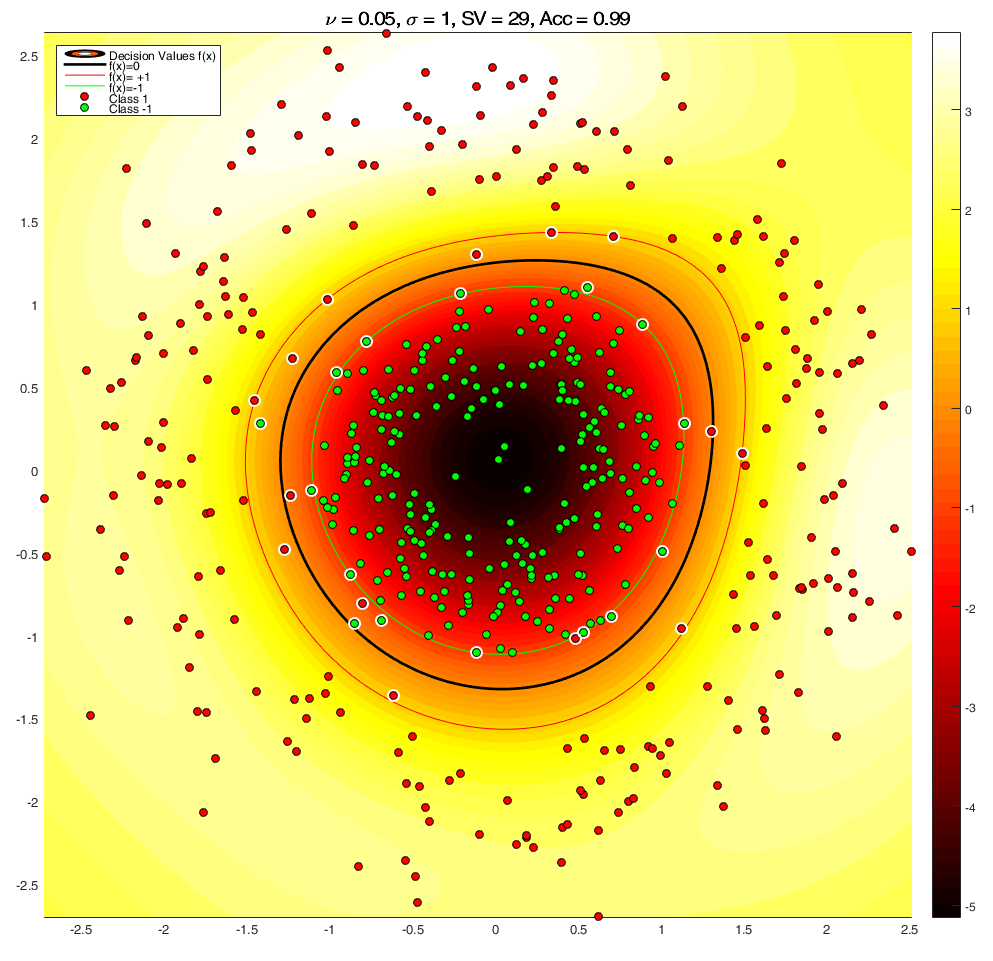 ν = 0.05, σ = 1, SV = 29, Acc = 0.99
Decision Values f(x)
f(x)=0
f(x)= +1
f(x)=-1
Class 1
Class -1
2.5
2
1.5
1
0.5
0
-0.5
-1
-1.5
-2
-2.5
-2.5 -2 -1.5 -1 -0.5 0 0.5 1 1.5 2 2.5
3
2
1
0
-1
-2
-3
-4
-5